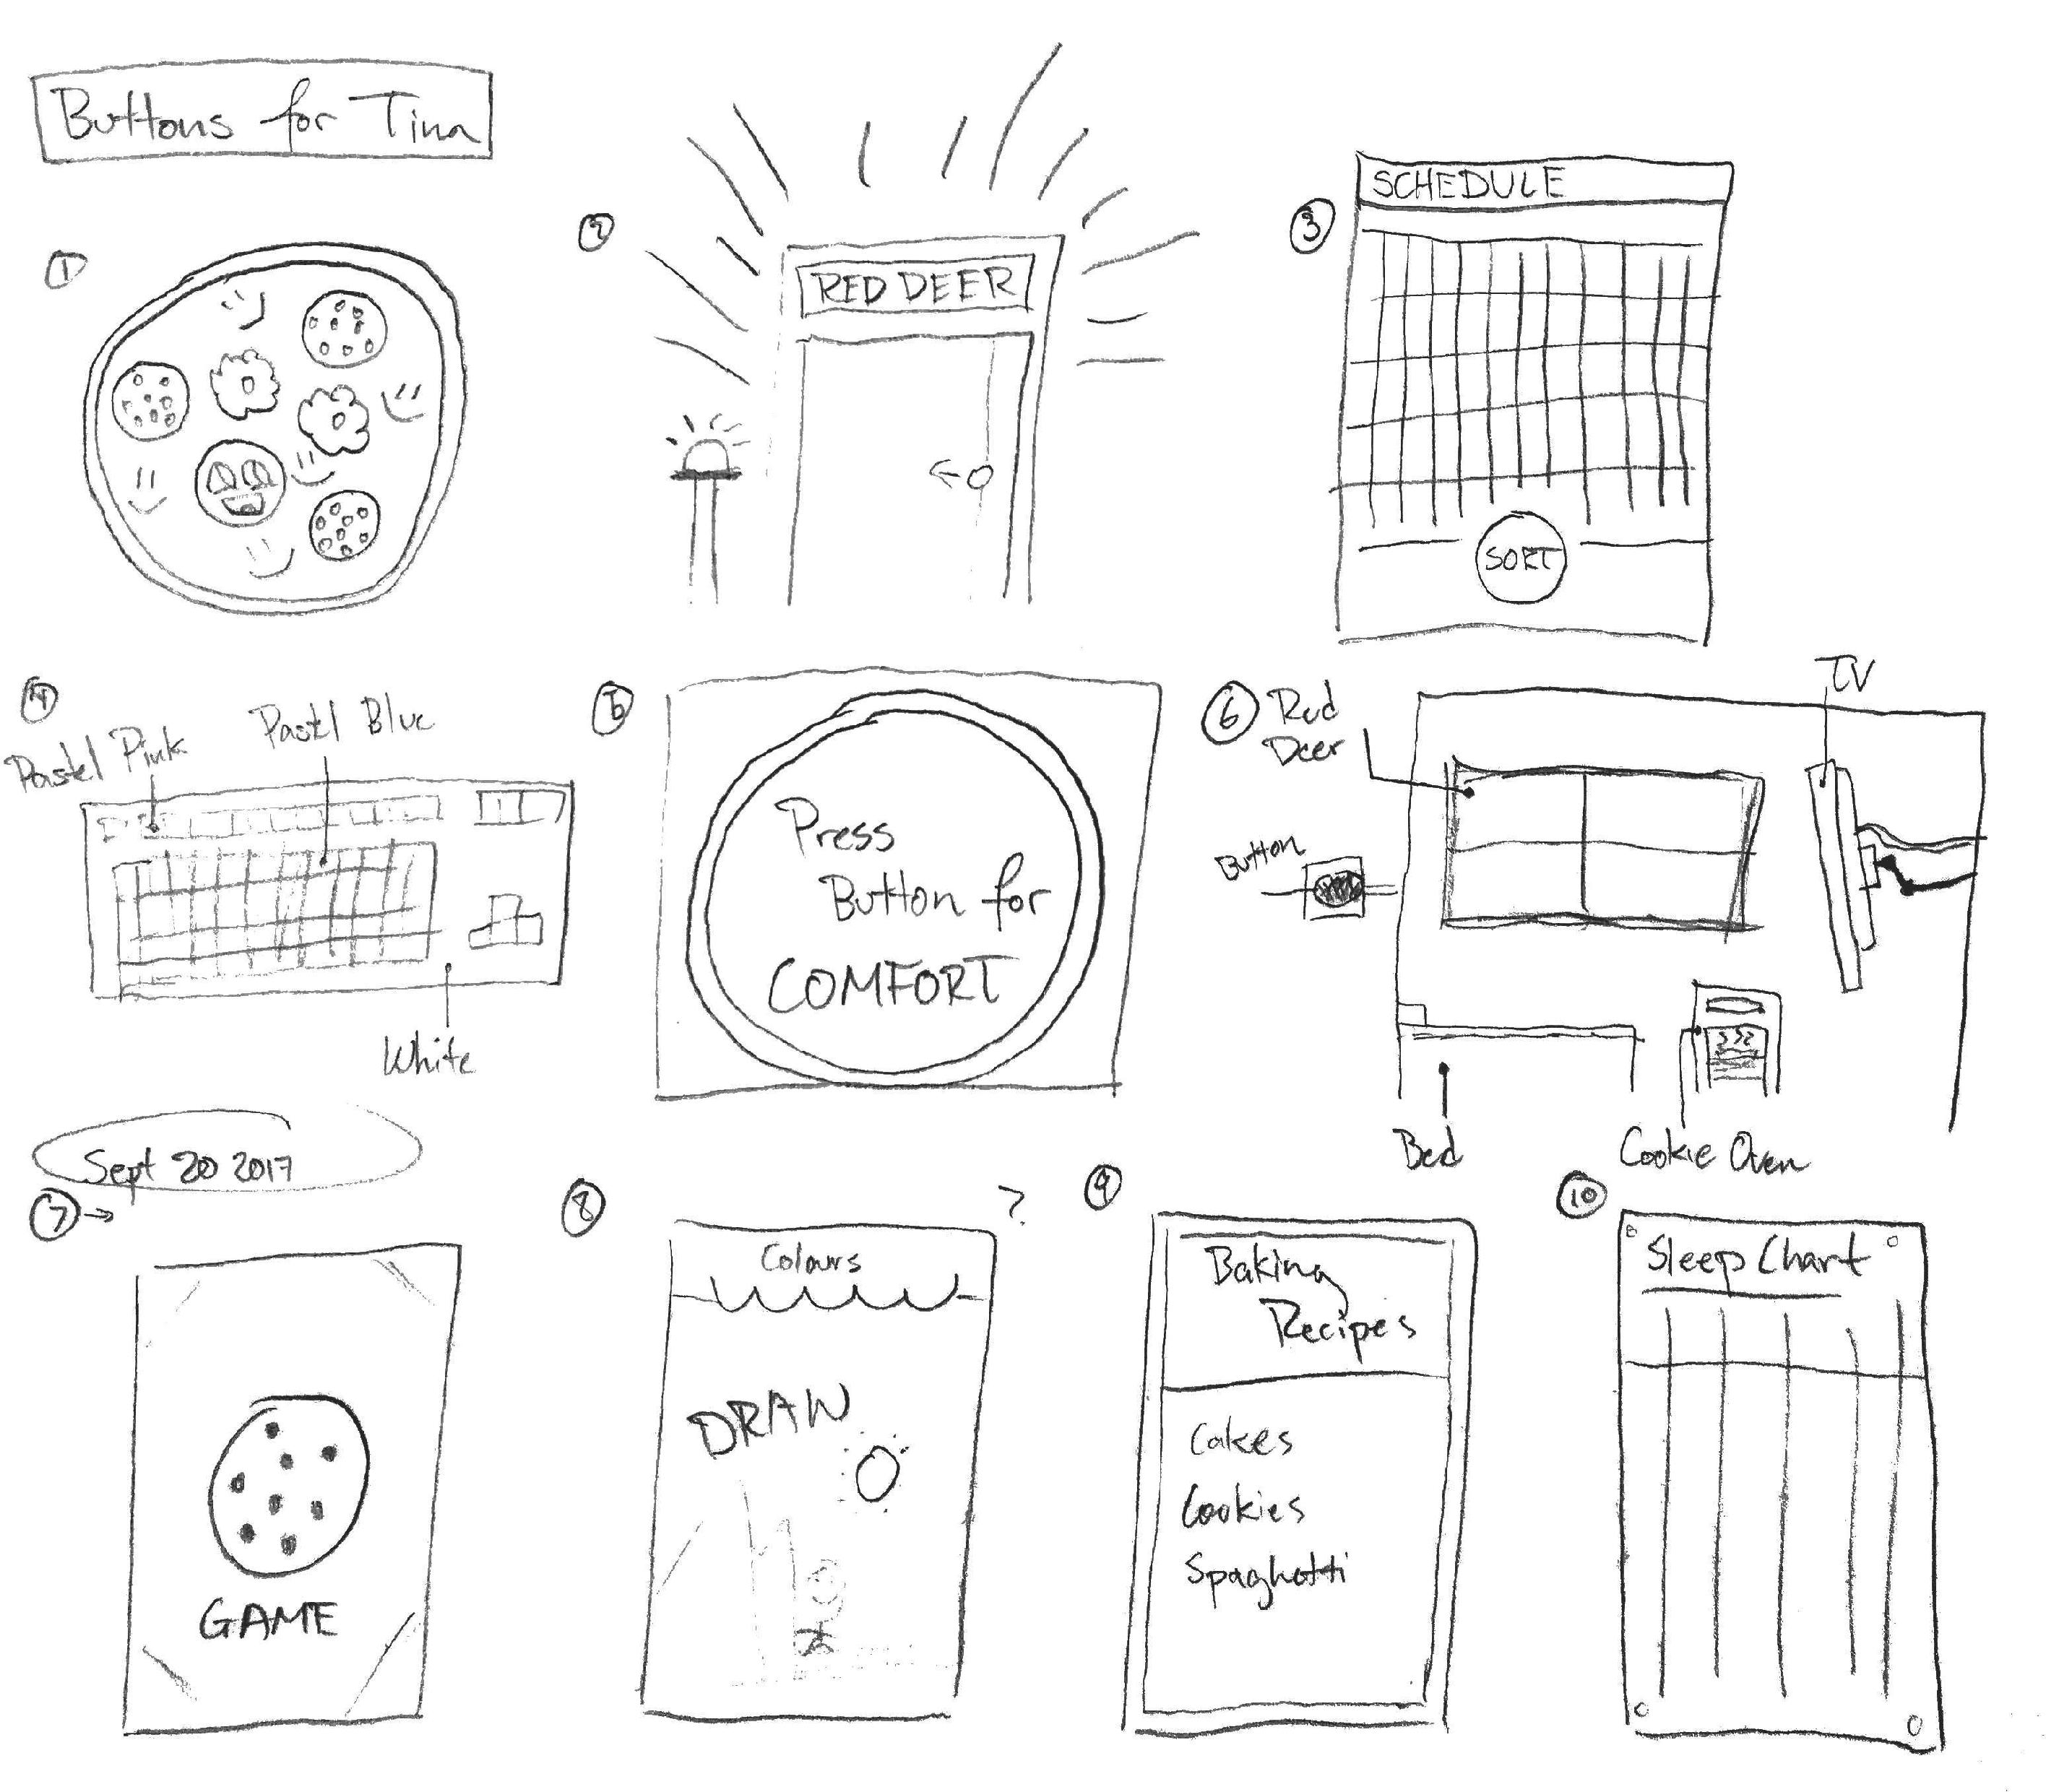 Buttons for Tina
1
2
RED DEER
3
SCHEDULE
SORT
4
Pastel Pink
Pastel Blue
White
5
Press
Button for
COMFORT
6
Red
Deer
TV
Button
Bed
Cookie Oven
Sept 20 2017
7
GAME
8
?
Colours
DRAW
9
Baking
Recipes
Cakes
Cookies
Spaghetti
10
Sleep Chart